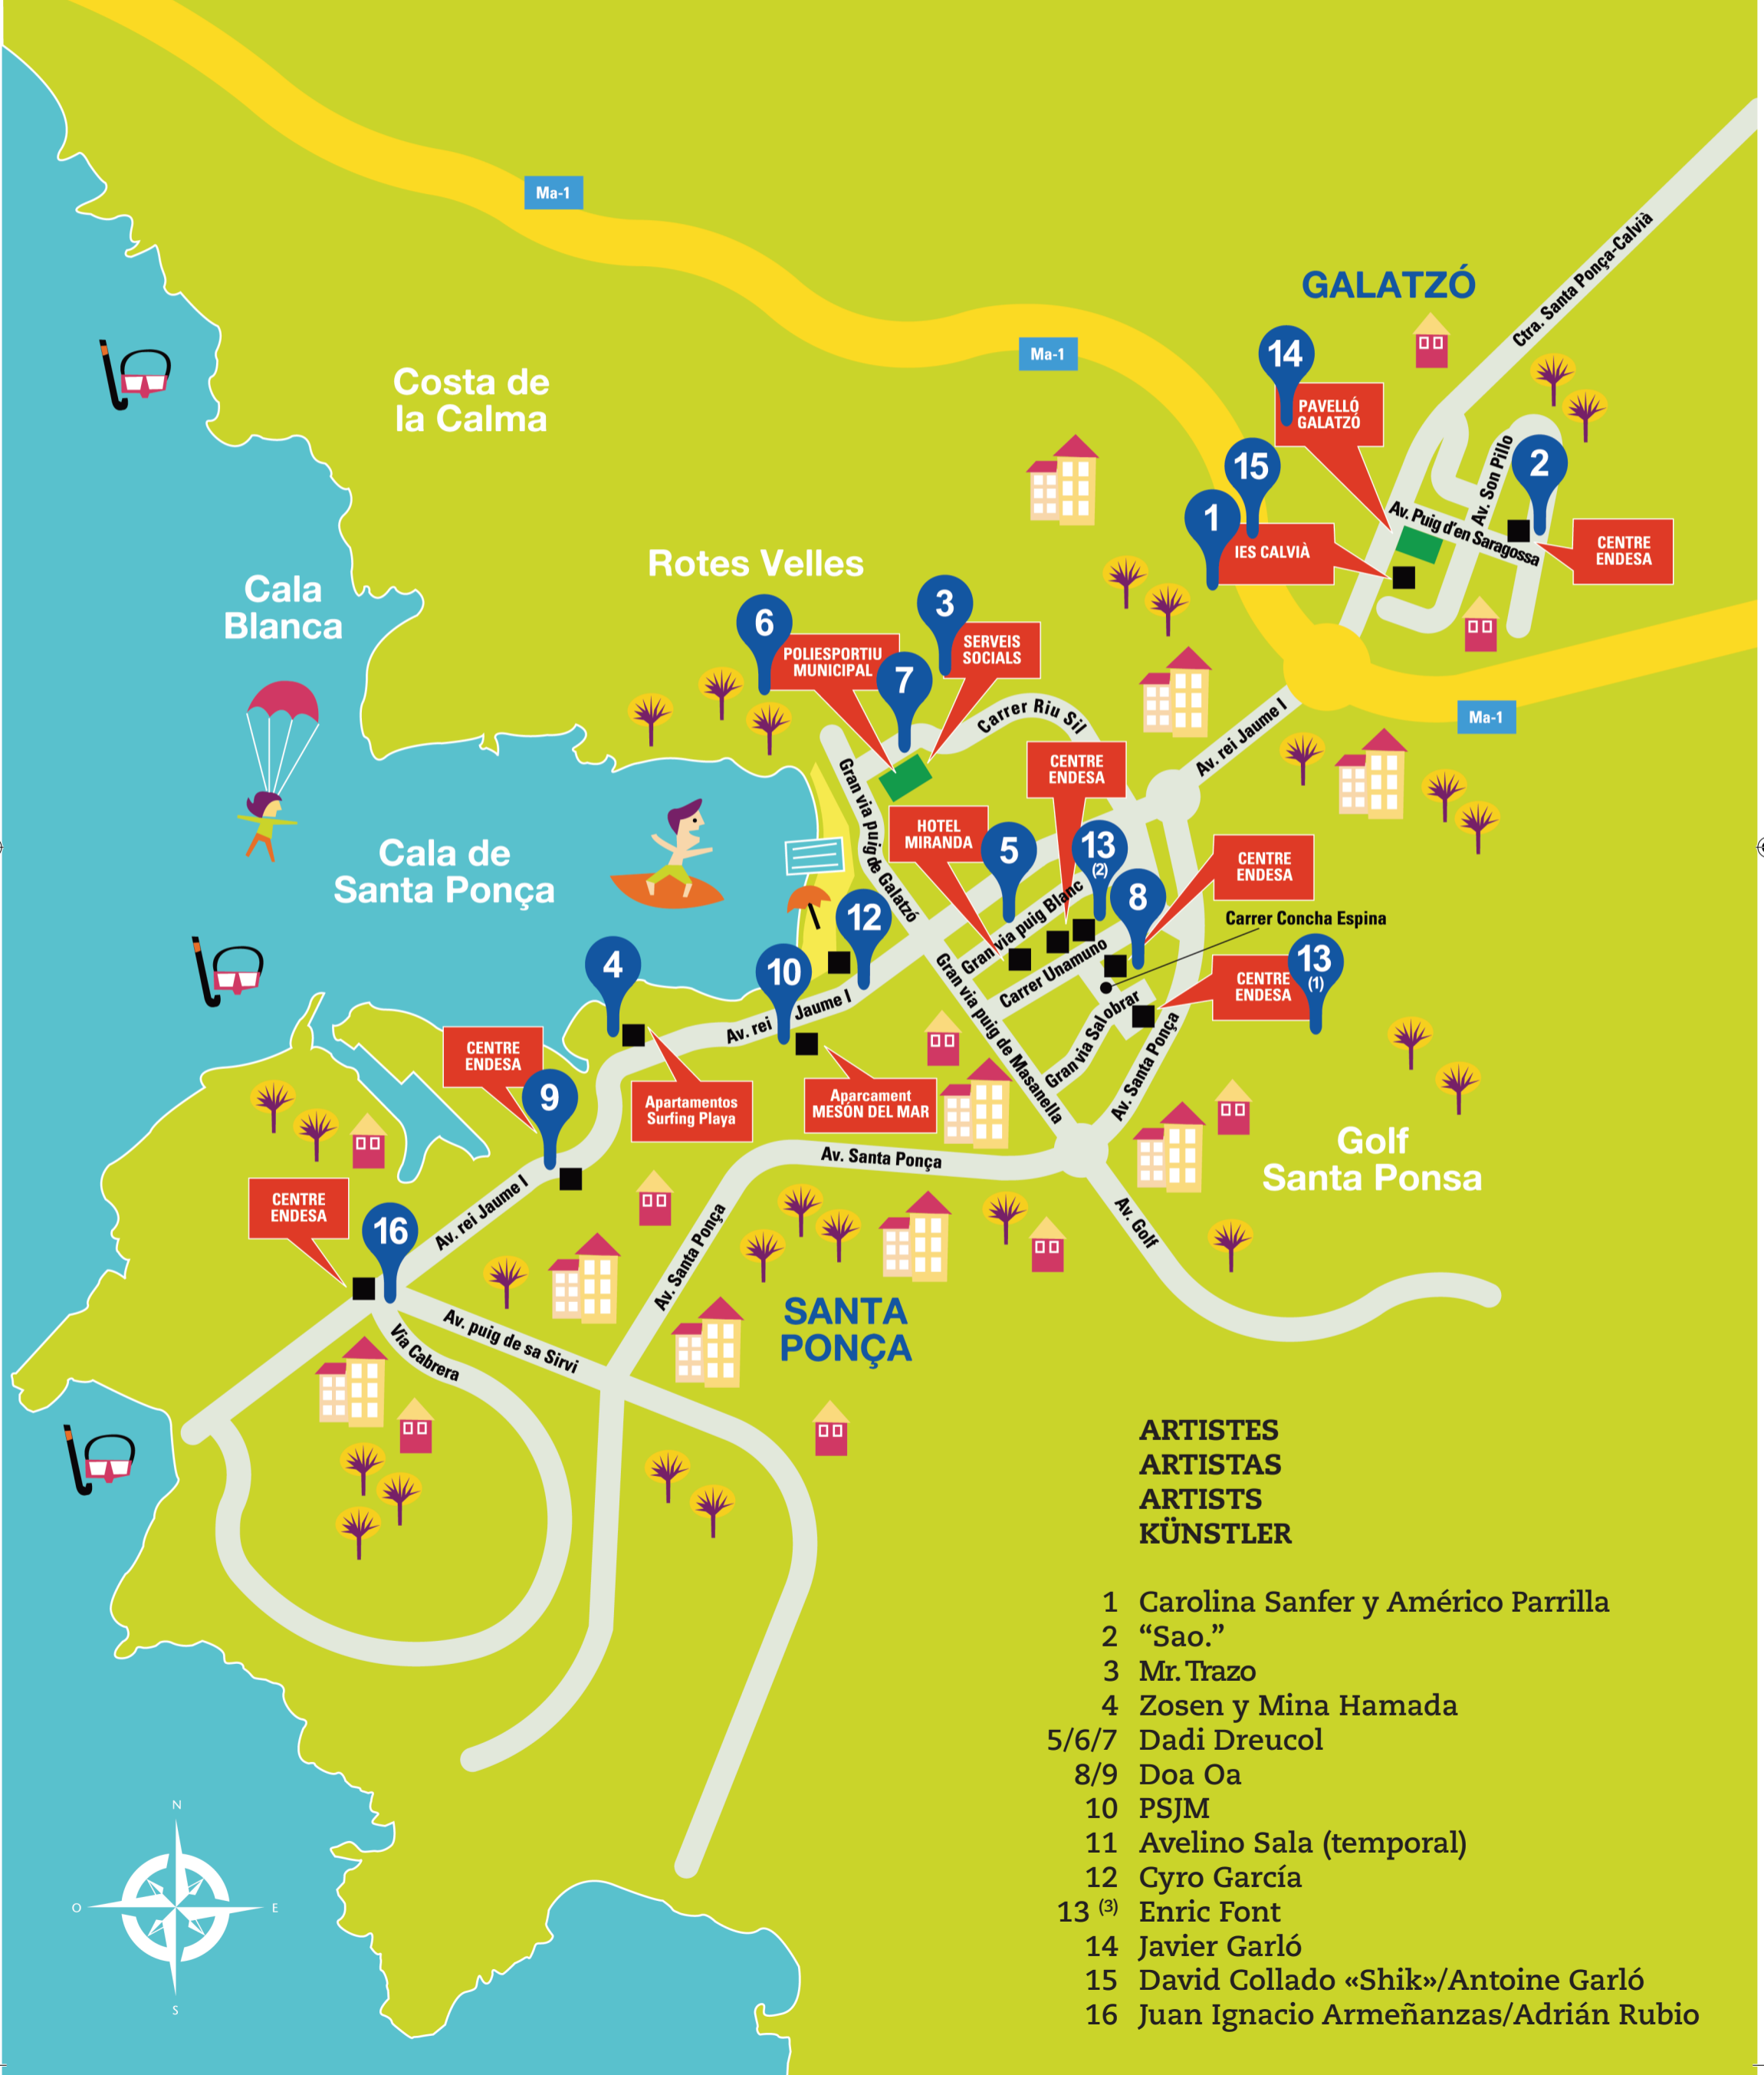 Ma-1
GALATZÓ
Ctra. Santa Ponça-Calvià
Ma-1
14
PAVELLÓ
GALATZÓ
Costa de
la Calma
15
Av. Son Pillo
2
1
IES CALVIÀ
Av. Puig d'en Saragossa
CENTRE
ENDESA
Rotes Velles
Cala
Blanca
6
3
POLIESPORTIU
MUNICIPAL
7
SERVEIS
SOCIALS
Carrer Riu Sil
Av. rei Jaume I
Ma-1
CENTRE
ENDESA
Gran via puig de Galatzó
HOTEL
MIRANDA
5
13
(2)
Cala de
Santa Ponça
CENTRE
ENDESA
8
12
Gran via puig Blanc
Carrer Concha Espina
4
10
Carrer Unamuno
CENTRE
ENDESA
13
(1)
Av. rei Jaume I
Gran via puig de Masanella
Gran via Salobrar
Av. Santa Ponça
CENTRE
ENDESA
9
Apartamentos
Surfing Playa
Aparcament
MESÓN DEL MAR
Golf
Santa Ponsa
Av. Santa Ponça
CENTRE
ENDESA
16
Av. rei Jaume I
Av. Santa Ponça
Av. Golf
SANTA
PONÇA
Via Cabrera
Av. puig de sa Sirvi
ARTISTES
ARTISTAS
ARTISTS
KÜNSTLER
1 Carolina Sanfer y Américo Parrilla
2 “Sao.”
3 Mr. Trazo
4 Zosen y Mina Hamada
5/6/7 Dadi Dreucol
8/9 Doa Oa
10 PSJM
11 Avelino Sala (temporal)
12 Cyro García
13 (3) Enric Font
14 Javier Garló
15 David Collado «Shik»/Antoine Garló
16 Juan Ignacio Armeñanzas/Adrián Rubio
N
O
E
S